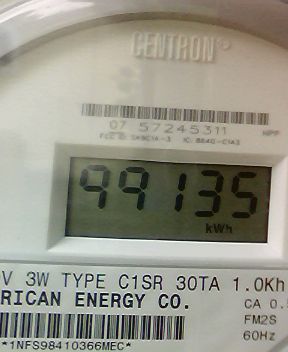 CENTRON®
07 57245311
NPP
99135
kWh
V 3W TYPE C1SR 30TA 1.0Kh
RICAN ENERGY CO.
CA 0.
FM2S
60Hz
*1NFS98410366MEC*